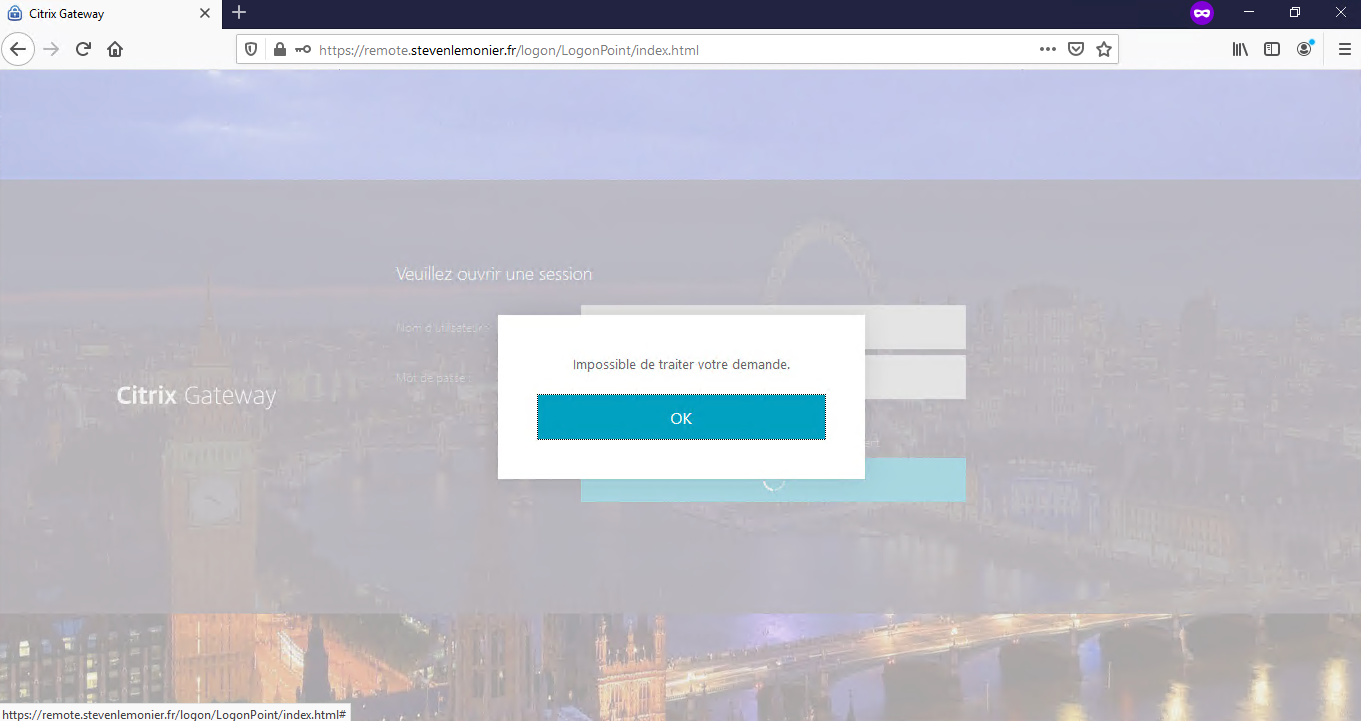 Citrix Gateway
https://remote.stevenlemonier.fr/logon/LogonPoint/index.html
Veuillez ouvrir une session
Nom d'utilisateur
Impossible de traiter votre demande.
Mot de passe :
Citrix Gateway
OK
https://remote.stevenlemonier.fr/logon/LogonPoint/index.html#